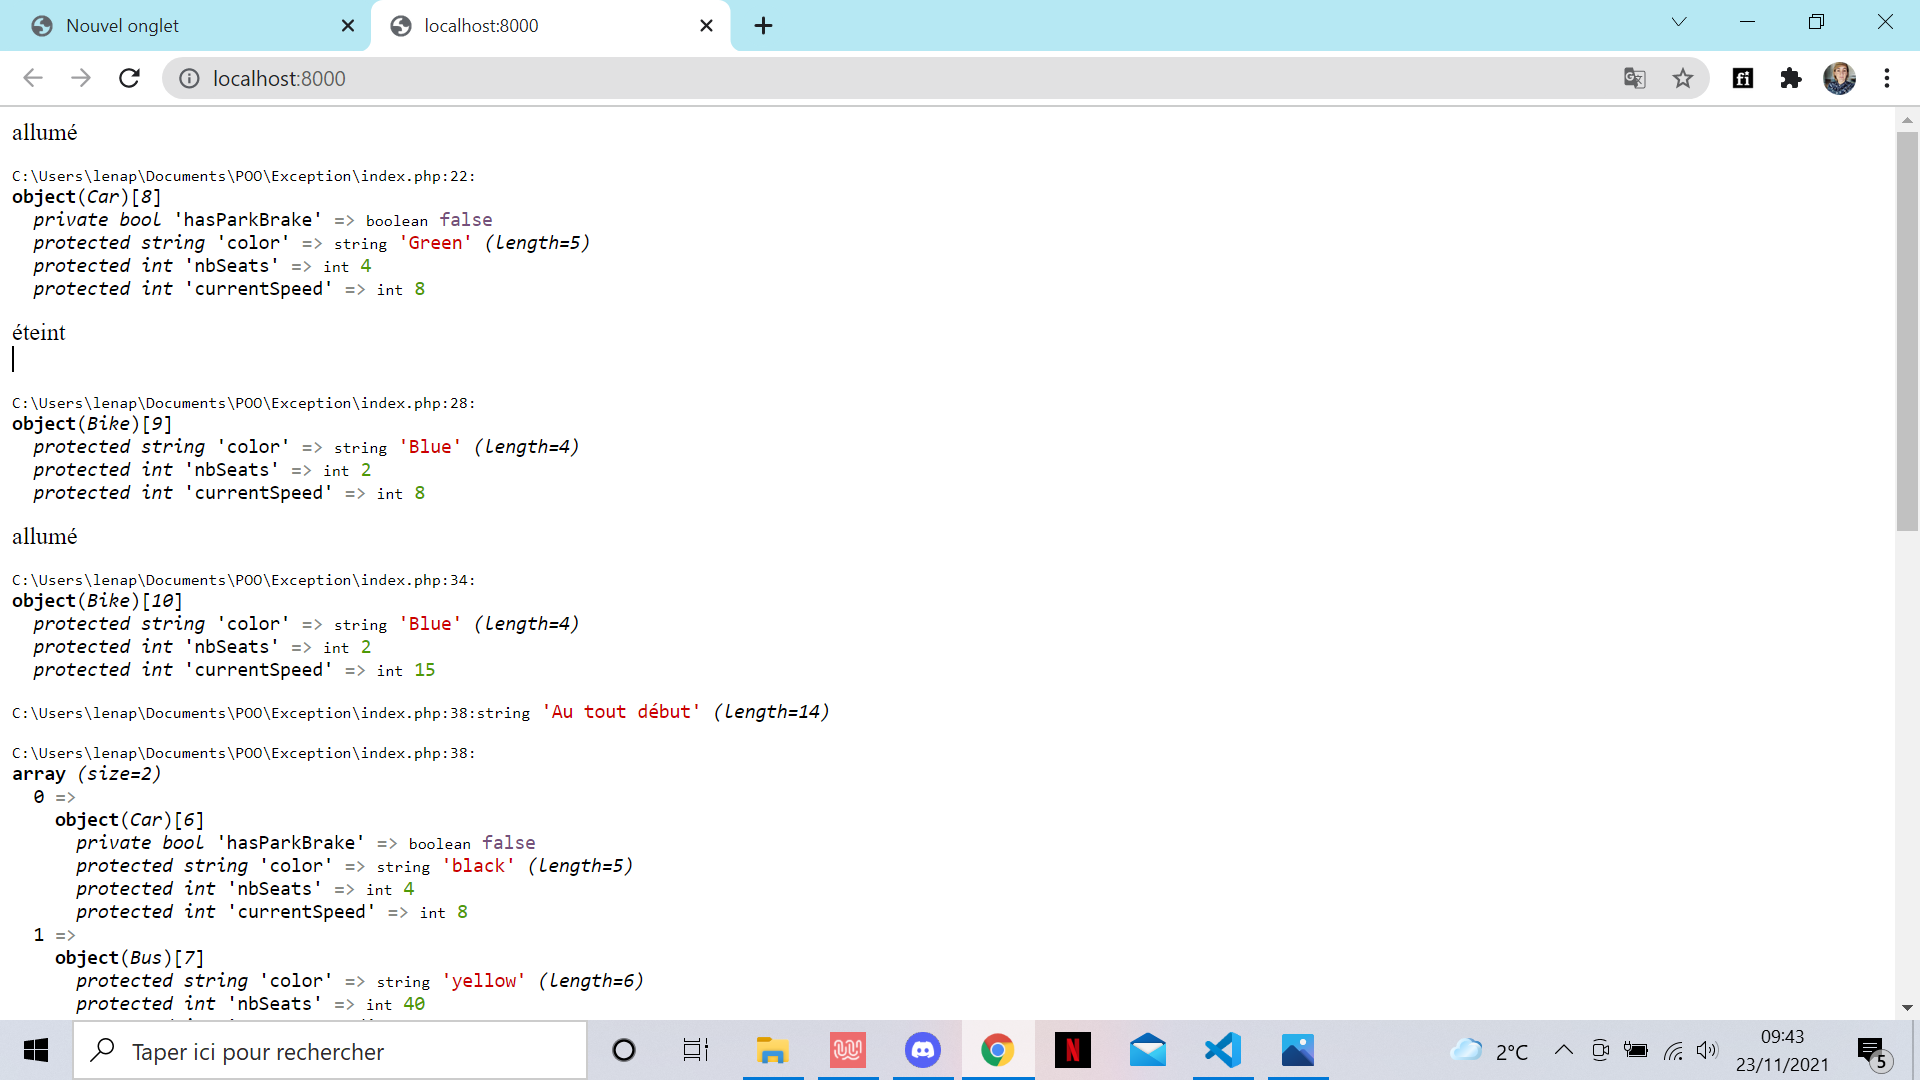 Nouvel onglet
localhost:8000
localhost:8000
allumé
C:\Users\lenap\Documents\POO\Exception\index.php:22:
object(Car)[8]
private bool 'hasParkBrake' => boolean false
protected string 'color' => string 'Green' (length=5)
protected int 'nbSeats' => int 4
protected int 'currentSpeed' => int 8
éteint
C:\Users\lenap\Documents\POO\Exception\index.php:28:
object(Bike)[9]
protected string 'color' => string 'Blue' (length=4)
protected int 'nbSeats' => int 2
protected int 'currentSpeed' => int 8
allumé
C:\Users\lenap\Documents\POO\Exception\index.php:34:
object(Bike)[10]
protected string 'color' => string 'Blue' (length=4)
protected int 'nbSeats' => int 2
protected int 'currentSpeed' => int 15
C:\Users\lenap\Documents\POO\Exception\index.php:38:string 'Au tout début' (length=14)
C:\Users\lenap\Documents\POO\Exception\index.php:38:
array (size=2)
0 =>
object(Car)[6]
private bool 'hasParkBrake' => boolean false
protected string 'color' => string 'black' (length=5)
protected int 'nbSeats' => int 4
protected int 'currentSpeed' => int 8
1 =>
object(Bus)[7]
protected string 'color' => string 'yellow' (length=6)
protected int 'nbSeats' => int 40
Taper ici pour rechercher
2°C
09:43
23/11/2021
5